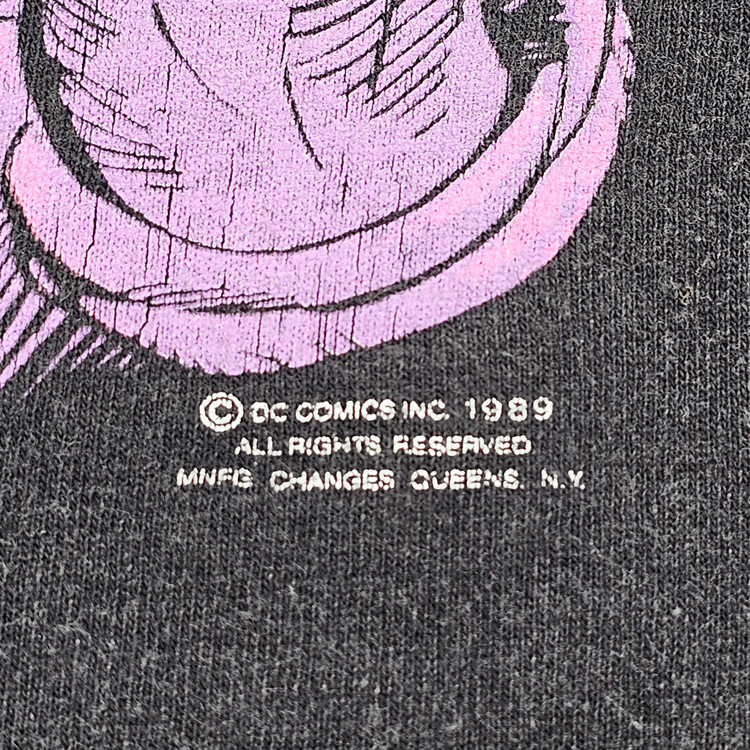 © DC COMICS INC. 1989
ALL RIGHTS RESERVED
MNFG CHANGES QUEENS, N.Y.